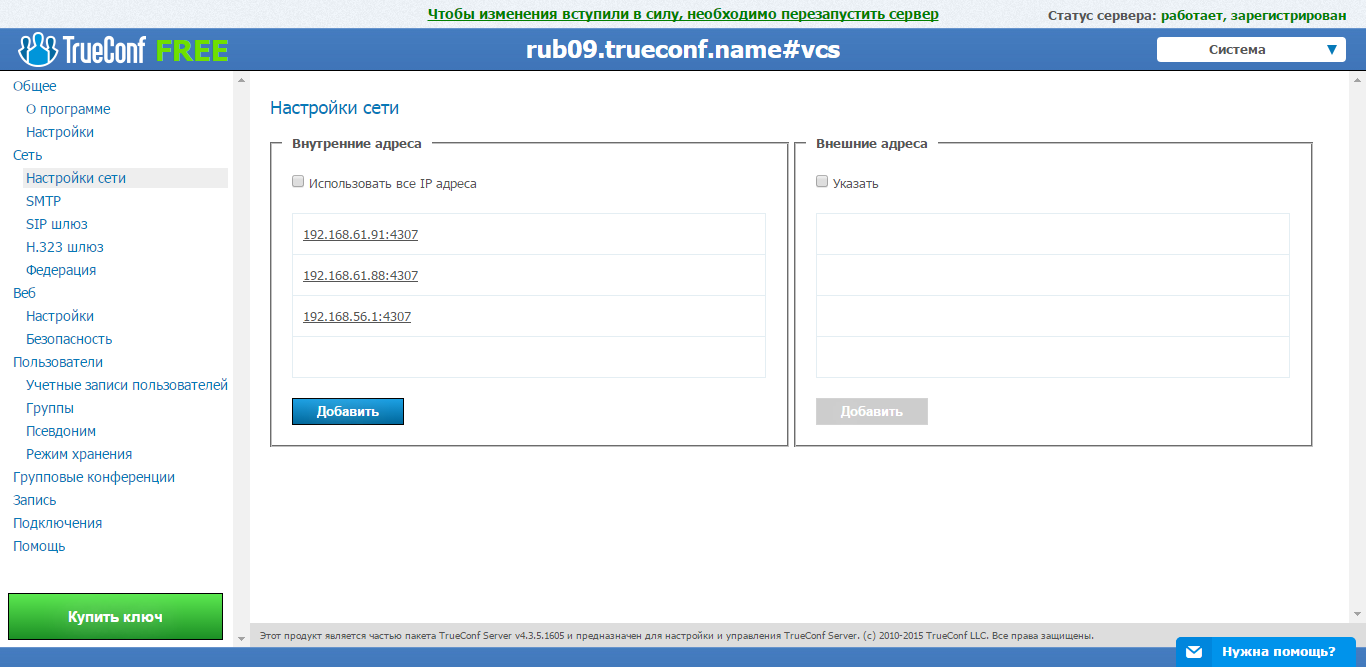 Чтобы изменения вступили в силу, необходимо перезапустить сервер
Статус сервера: работает, зарегистрирован
TrueConf FREE
rub09.trueconf.name#vcs
Система
Общее
О программе
Настройки
Сеть
Настройки сети
SMTP
SIP шлюз
H.323 шлюз
Федерация
Веб
Настройки
Безопасность
Пользователи
Учетные записи пользователей
Группы
Псевдоним
Режим хранения
Групповые конференции
Запись
Подключения
Помощь
Купить ключ
Настройки сети
Внутренние адреса
Использовать все IP адреса
192.168.61.91:4307
192.168.61.88:4307
192.168.56.1:4307
Добавить
Внешние адреса
Указать
Добавить
Этот продукт является частью пакета TrueConf Server v4.3.5.1605 и предназначен для настройки и управления TrueConf Server. (c) 2010-2015 TrueConf LLC. Все права защищены.
Нужна помощь?